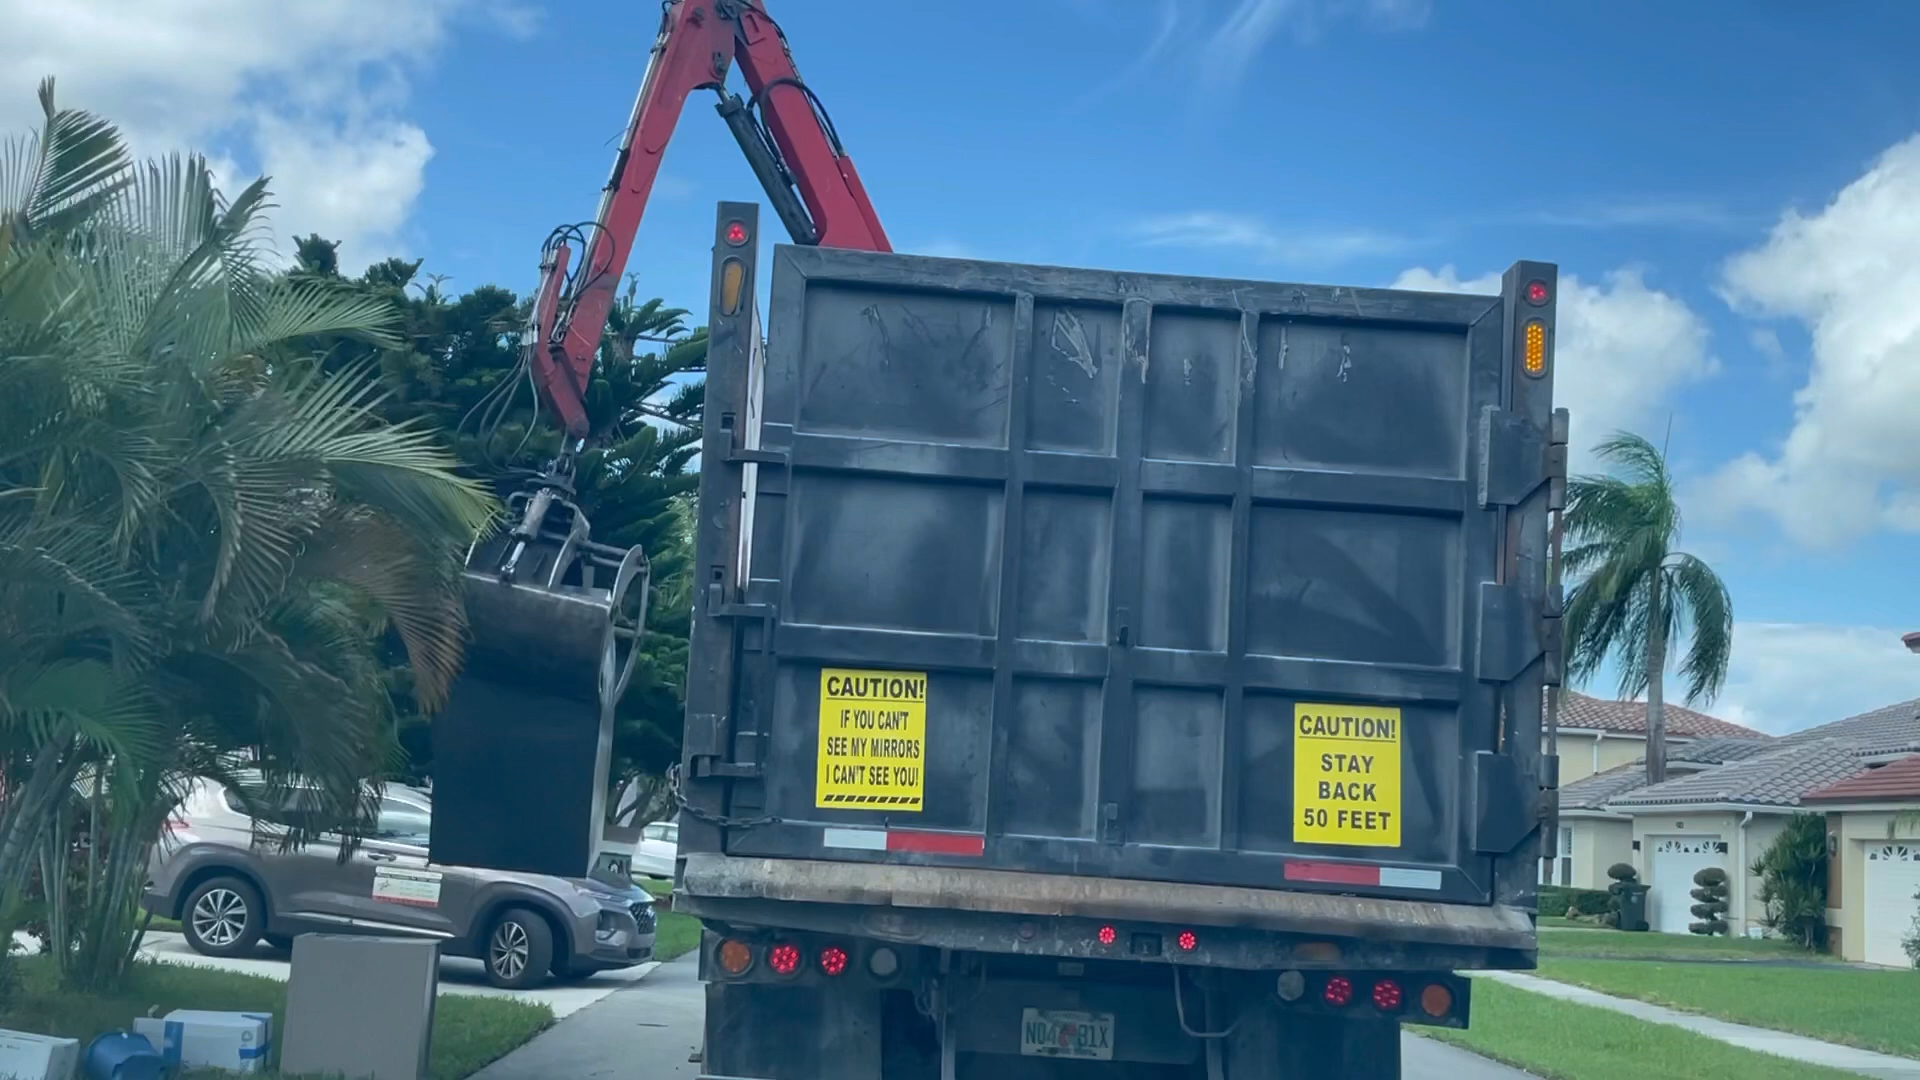 CAUTION!
IF YOU CAN'T
SEE MY MIRRORS
I CAN'T SEE YOU!
CAUTION!
STAY
BACK
50 FEET